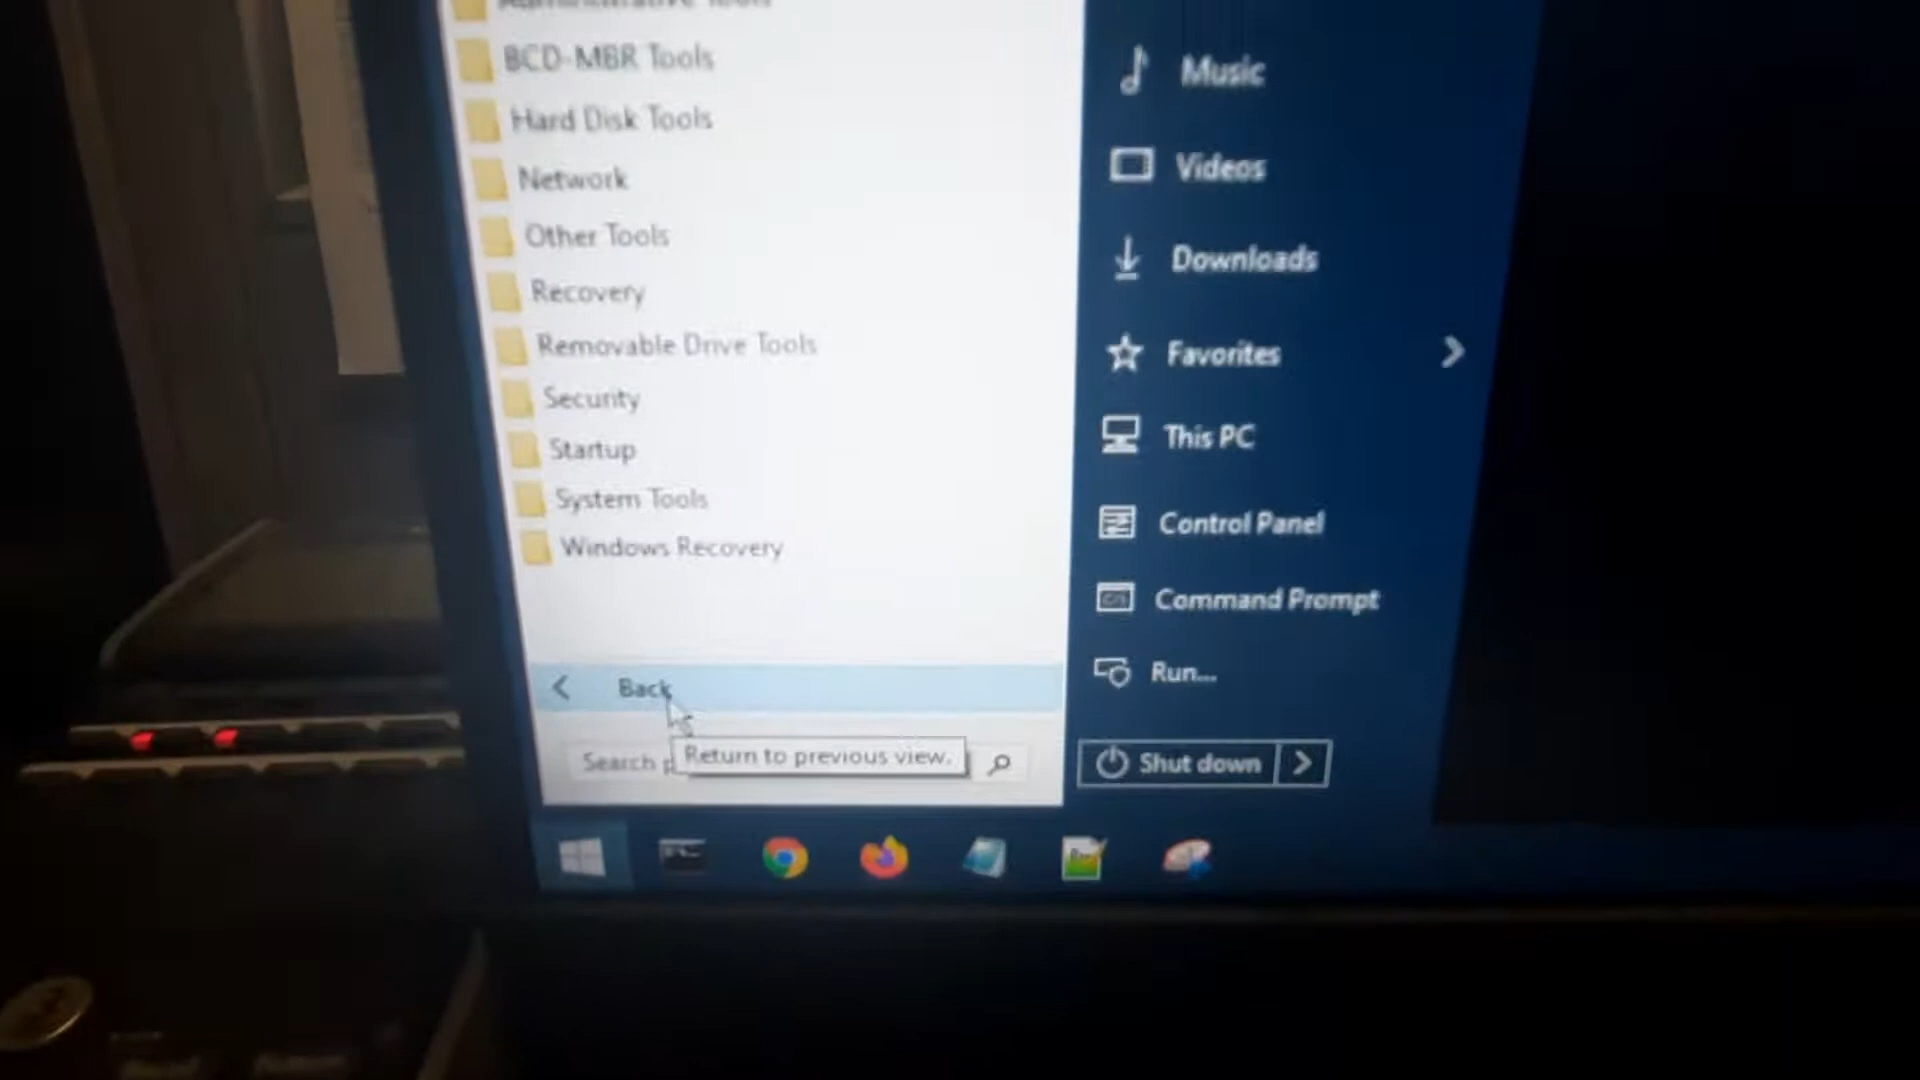 Administrative Tools
BCD-MBR Tools
Hard Disk Tools
Network
Other Tools
Recovery
Removable Drive Tools
Security
Startup
System Tools
Windows Recovery
Back
Search
Return to previous view.
Music
Videos
Downloads
Favorites
This PC
Control Panel
Command Prompt
Run...
Shut down